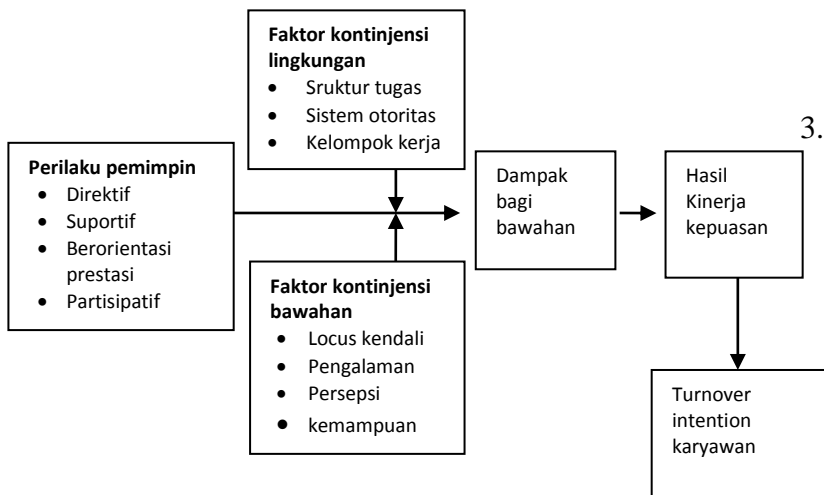 Faktor kontinjensi
lingkungan
• Sruktur tugas
• Sistem otoritas
• Kelompok kerja
3.
Perilaku pemimpin
• Direktif
• Suportif
• Berorientasi
prestasi
• Partisipatif
Dampak
bagi
bawahan
Hasil
Kinerja
kepuasan
Faktor kontinjensi
bawahan
• Locus kendali
• Pengalaman
• Persepsi
• kemampuan
Turnover
intention
karyawan